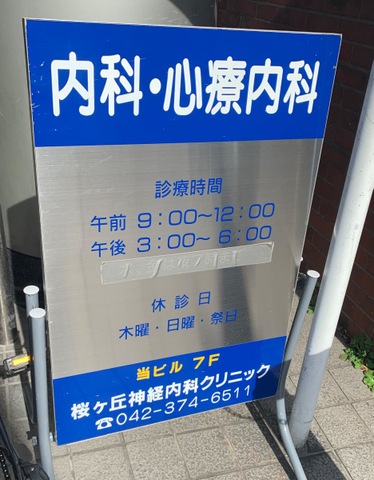 内科・心療内科
診療時間
午前 9:00〜12:00
午後 3:00〜 6:00
休診日
木曜・日曜・祭日
当ビル 7F
桜ヶ丘神経内科クリニック
☎042-374-6511